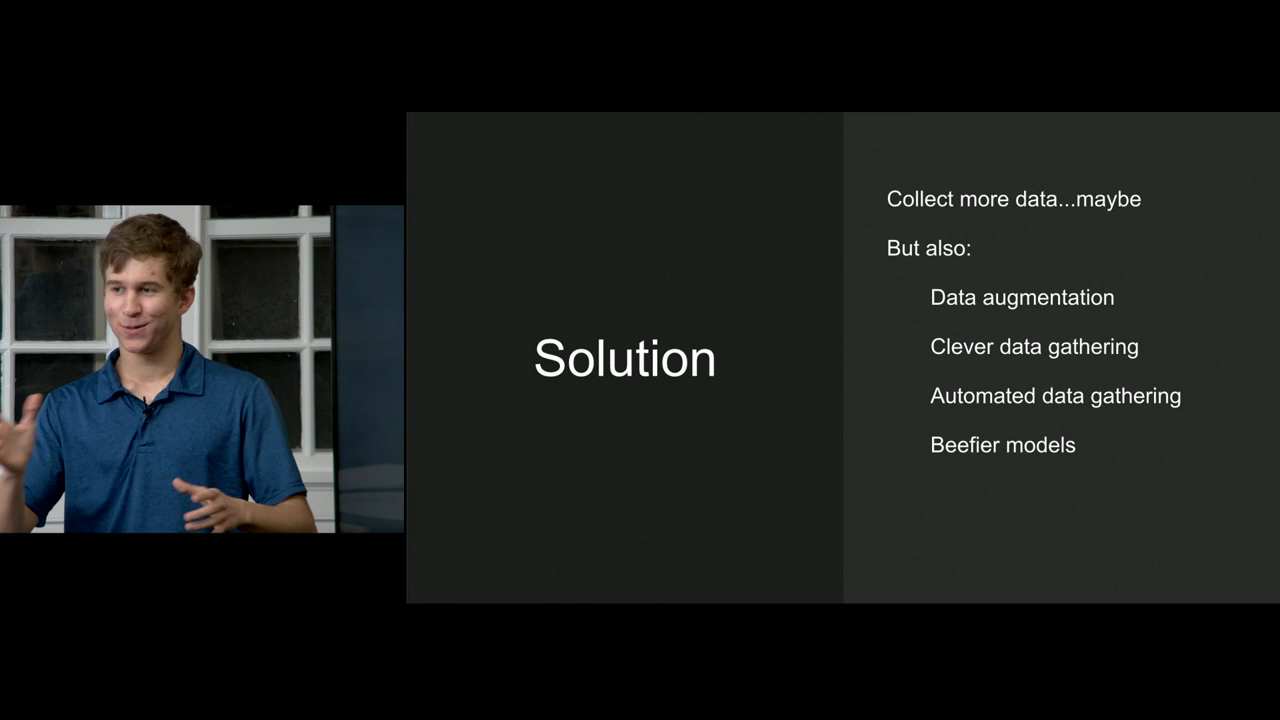 Solution
Collect more data...maybe
But also:
Data augmentation
Clever data gathering
Automated data gathering
Beefier models